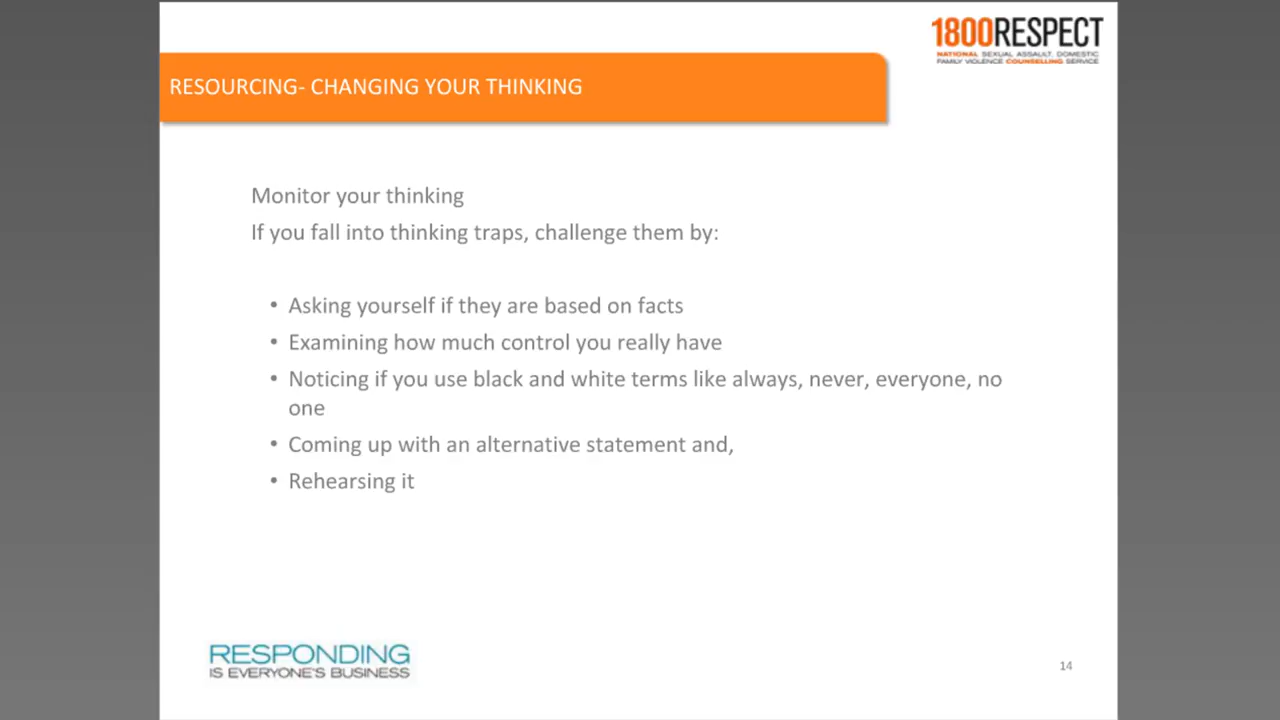 1800RESPECT
NATIONAL SEXUAL ASSAULT, DOMESTIC
FAMILY VIOLENCE COUNSELLING SERVICE
RESOURCING- CHANGING YOUR THINKING
Monitor your thinking
If you fall into thinking traps, challenge them by:
• Asking yourself if they are based on facts
• Examining how much control you really have
• Noticing if you use black and white terms like always, never, everyone, no
one
• Coming up with an alternative statement and,
• Rehearsing it
RESPONDING
IS EVERYONE'S BUSINESS
14